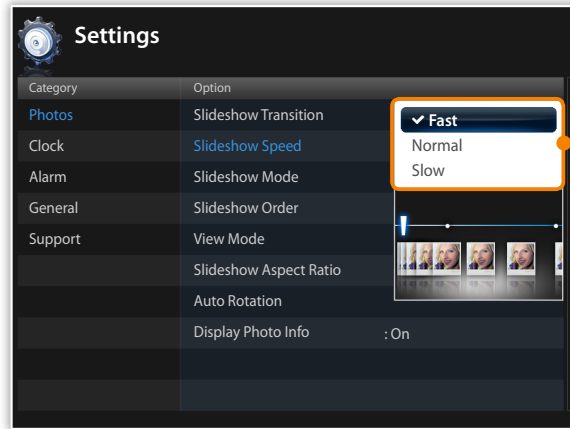 Settings
Category Option
Photos Slideshow Transition
✔ Fast
Clock Slideshow Speed
Normal
Alarm Slideshow Mode
Slow
General Slideshow Order
Support View Mode
Slideshow Aspect Ratio
Auto Rotation
Display Photo Info : On